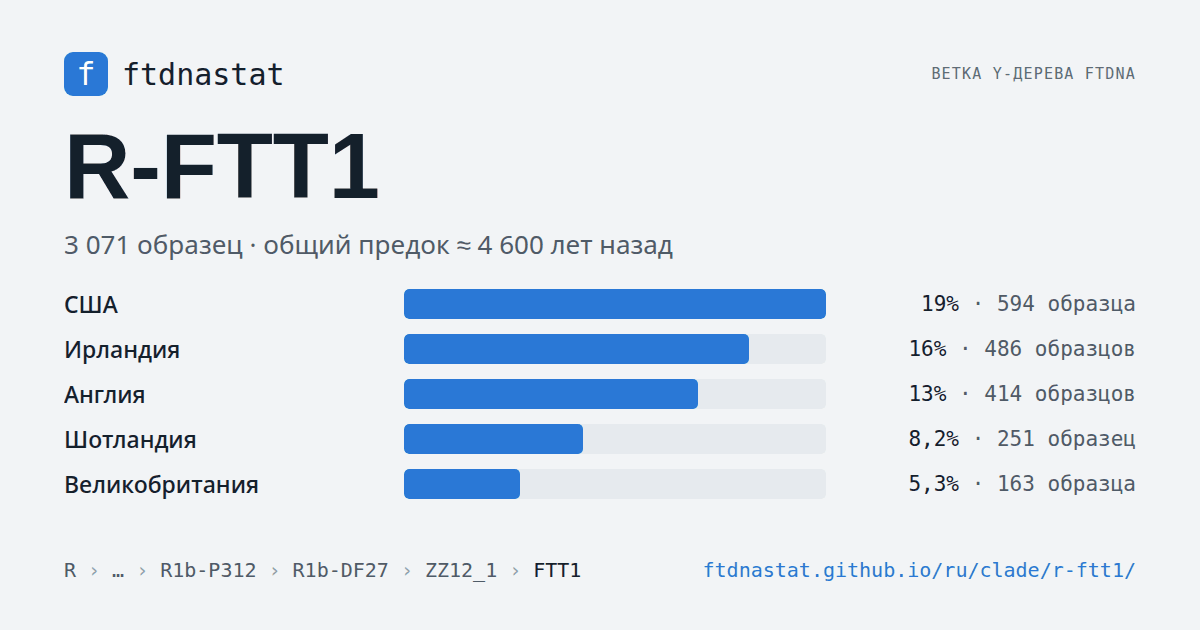 f ftdnastat
ВЕТКА Y-ДЕРЕВА FTDNA
R-FTT1
3 071 образец · общий предок ≈ 4 600 лет назад
США 19% · 594 образца
Ирландия 16% · 486 образцов
Англия 13% · 414 образцов
Шотландия 8,2% · 251 образец
Великобритания 5,3% · 163 образца
R › … › R1b-P312 › R1b-DF27 › ZZ12_1 › FTT1
ftdnastat.github.io/ru/clade/r-ftt1/